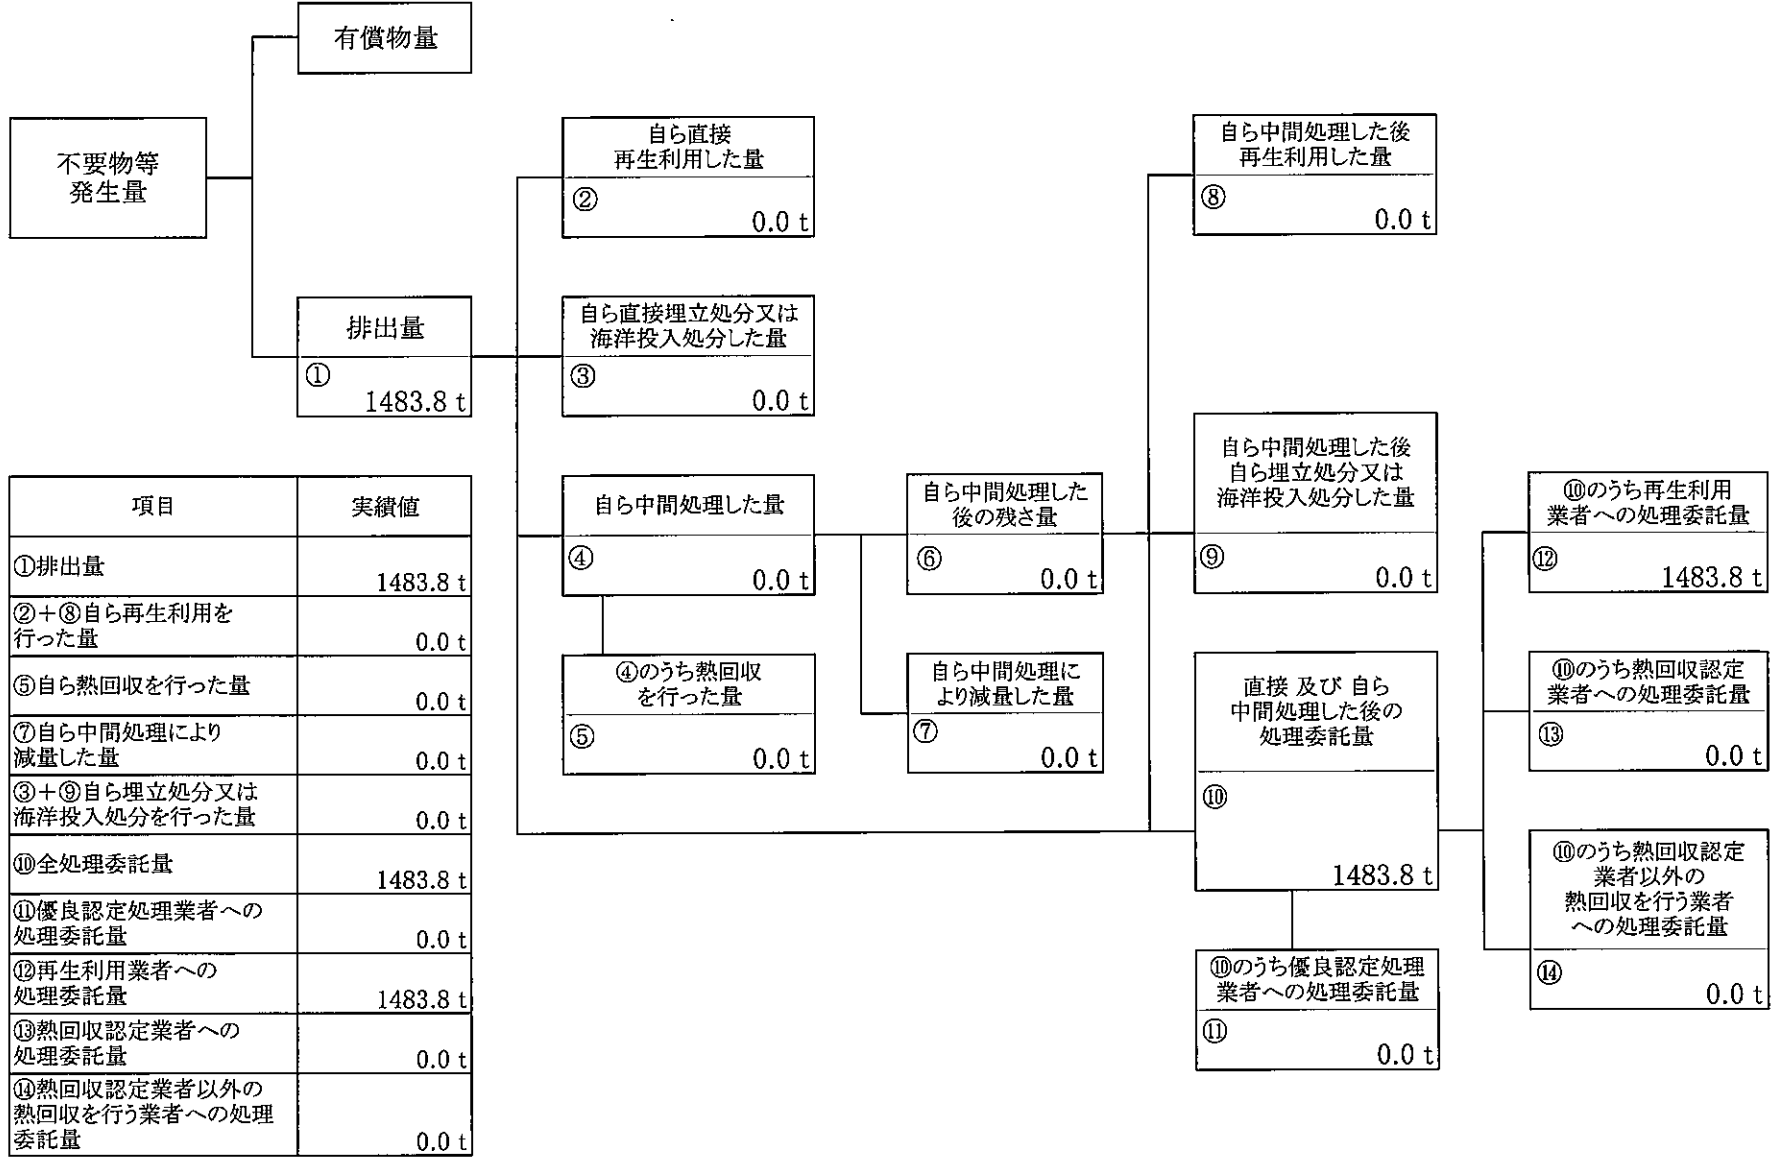 有償物量
不要物等
発生量
排出量
①
1483.8 t
自ら直接
再生利用した量
②
0.0 t
自ら直接埋立処分又は
海洋投入処分した量
③
0.0 t
自ら中間処理した量
④
0.0 t
④のうち熱回収
を行った量
⑤
0.0 t
自ら中間処理した
後の残さ量
⑥
0.0 t
自ら中間処理に
より減量した量
⑦
0.0 t
自ら中間処理した後
再生利用した量
⑧
0.0 t
自ら中間処理した後
自ら埋立処分又は
海洋投入処分した量
⑨
0.0 t
直接 及び 自ら
中間処理した後の
処理委託量
⑩
1483.8 t
⑩のうち優良認定処理
業者への処理委託量
⑪
0.0 t
⑩のうち再生利用
業者への処理委託量
⑫
1483.8 t
⑩のうち熱回収認定
業者への処理委託量
⑬
0.0 t
⑩のうち熱回収認定
業者以外の
熱回収を行う業者
への処理委託量
⑭
0.0 t
項目 実績値
①排出量
1483.8 t
②＋⑧自ら再生利用を
行った量
0.0 t
⑤自ら熱回収を行った量
0.0 t
⑦自ら中間処理により
減量した量
0.0 t
③＋⑨自ら埋立処分又は
海洋投入処分を行った量
0.0 t
⑩全処理委託量
1483.8 t
⑪優良認定処理業者への
処理委託量
0.0 t
⑫再生利用業者への
処理委託量
1483.8 t
⑬熱回収認定業者への
処理委託量
0.0 t
⑭熱回収認定業者以外の
熱回収を行う業者への処理
委託量
0.0 t